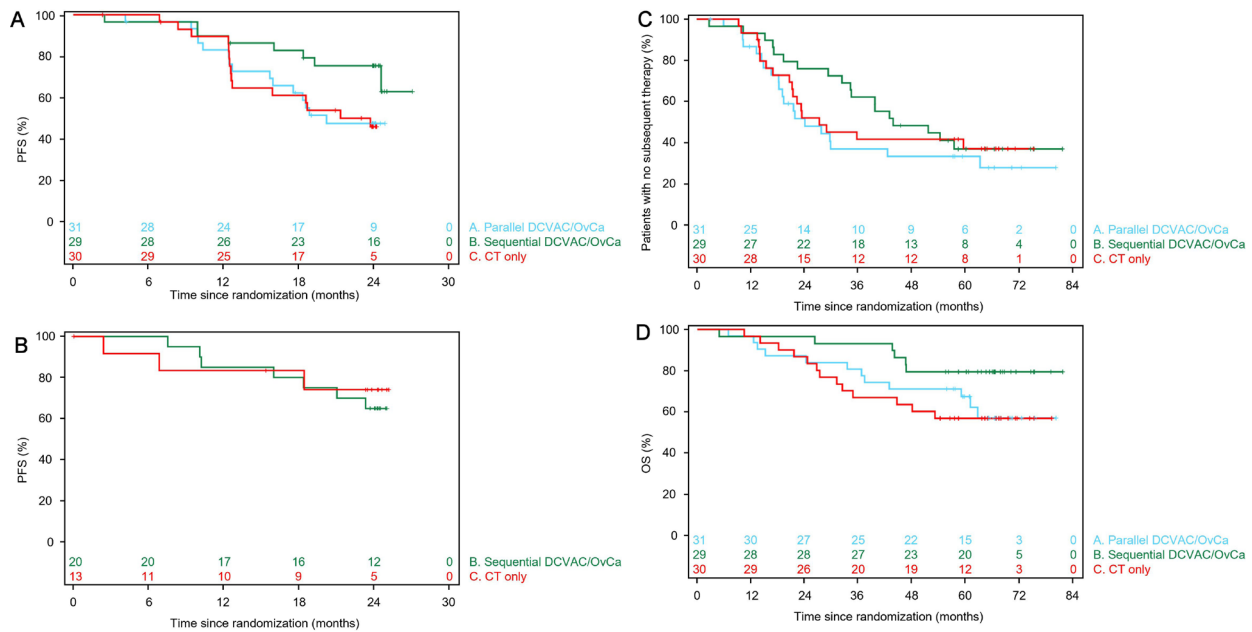 A
100
80
60
40
20
0
PFS (%)
31 28 24 17 9 0 A. Parallel DCVAC/OvCa
29 28 26 23 16 0 B. Sequential DCVAC/OvCa
30 29 25 17 5 0 C. CT only
0 6 12 18 24 30
Time since randomization (months)
B
100
80
60
40
20
0
PFS (%)
20 20 17 16 12 0 B. Sequential DCVAC/OvCa
13 11 10 9 5 0 C. CT only
0 6 12 18 24 30
Time since randomization (months)
C
100
80
60
40
20
0
Patients with no subsequent therapy (%)
31 25 14 10 9 6 2 0 A. Parallel DCVAC/OvCa
29 27 22 18 13 8 4 0 B. Sequential DCVAC/OvCa
30 28 15 12 12 8 1 0 C. CT only
0 12 24 36 48 60 72 84
Time since randomization (months)
D
100
80
60
40
20
0
OS (%)
31 30 27 25 22 15 3 0 A. Parallel DCVAC/OvCa
29 28 28 27 23 20 5 0 B. Sequential DCVAC/OvCa
30 29 26 20 19 12 3 0 C. CT only
0 12 24 36 48 60 72 84
Time since randomization (months)